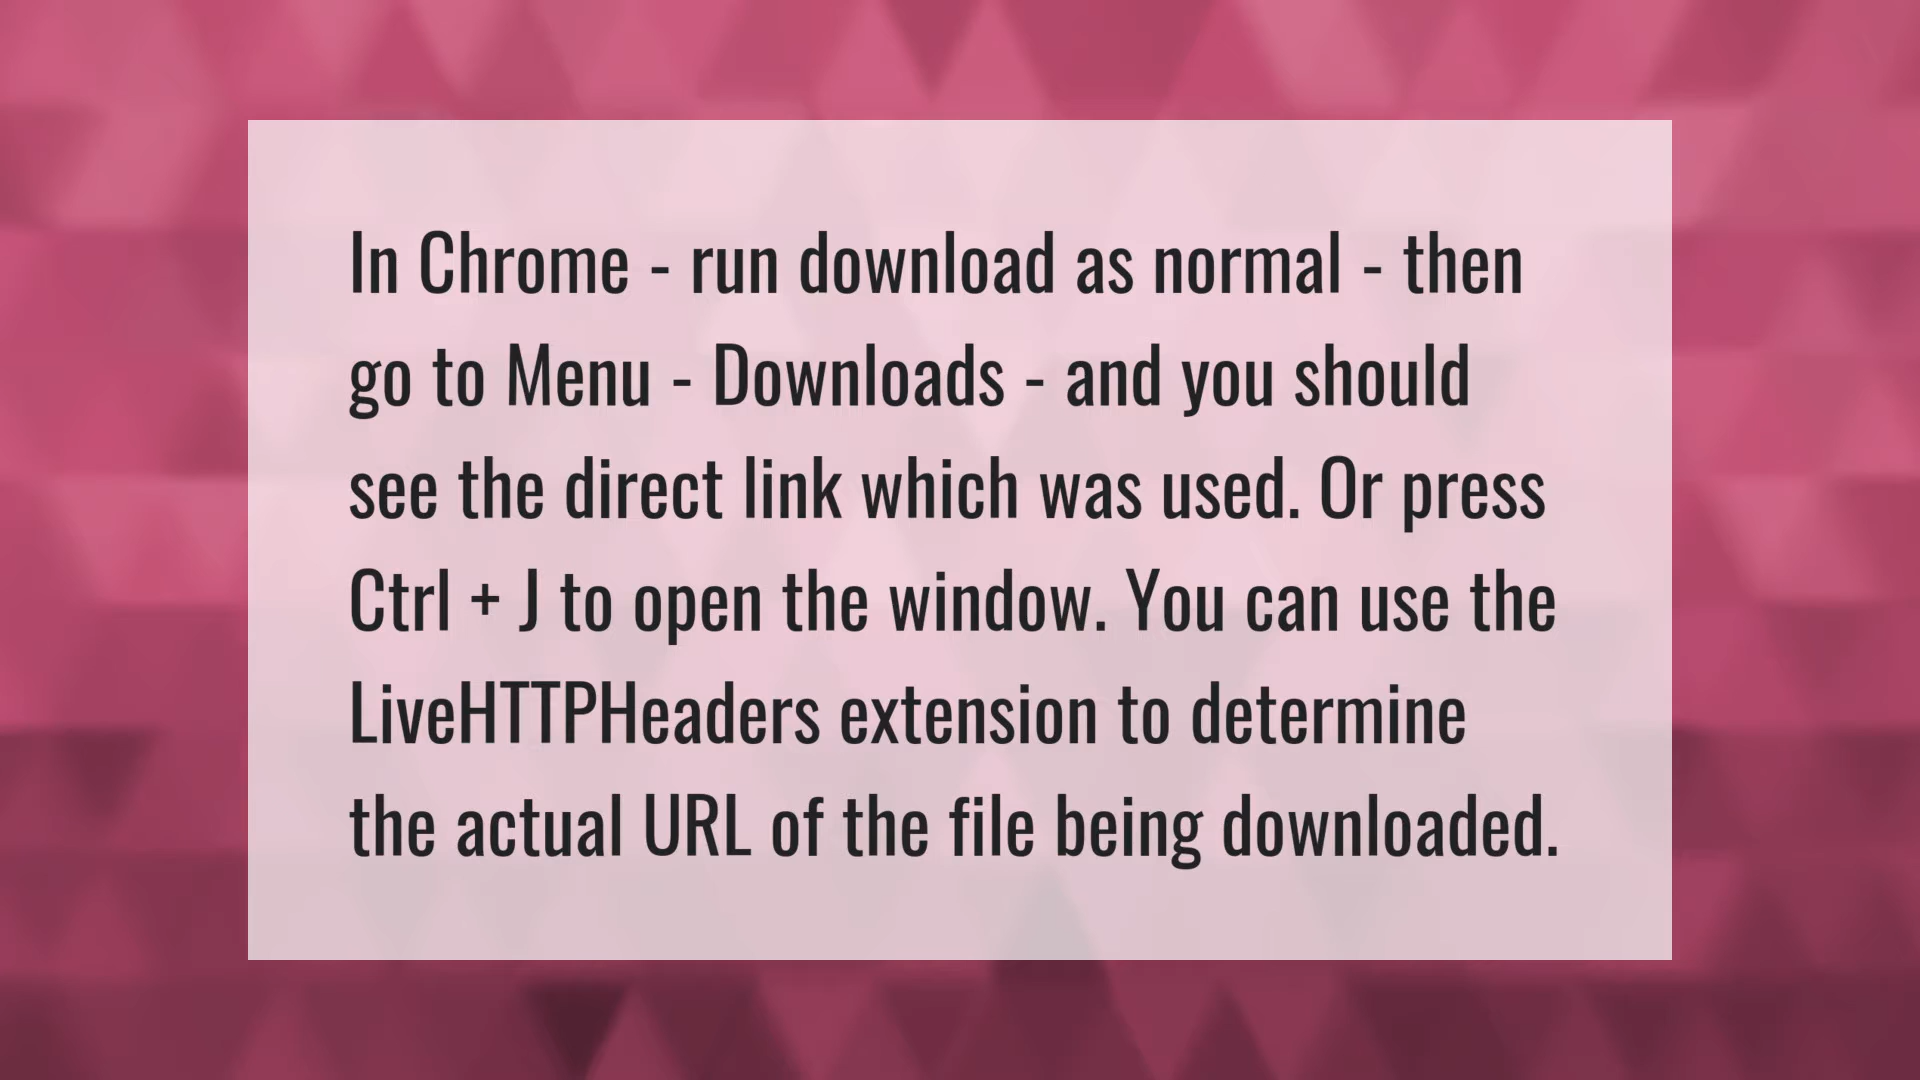 In Chrome - run download as normal - then
go to Menu - Downloads - and you should
see the direct link which was used. Or press
Ctrl + J to open the window. You can use the
LiveHTTPHeaders extension to determine
the actual URL of the file being downloaded.